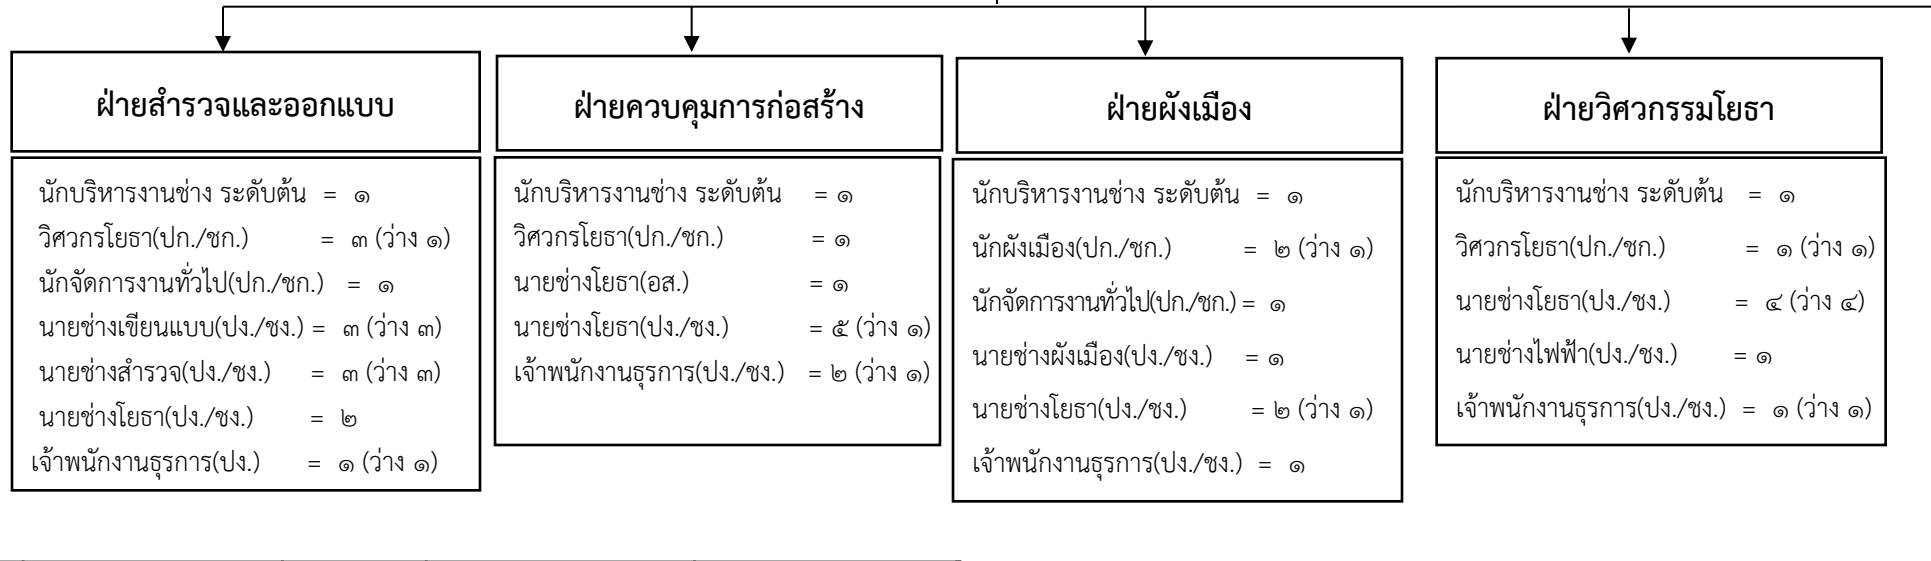 ฝ่ายสำรวจและออกแบบ
นักบริหารงานช่าง ระดับต้น = ๑
วิศวกรโยธา(ปก./ชก.) = ๓ (ว่าง ๑)
นักจัดการงานทั่วไป(ปก./ชก.) = ๑
นายช่างเขียนแบบ(ปง./ชง.) = ๓ (ว่าง ๓)
นายช่างสำรวจ(ปง./ชง.) = ๓ (ว่าง ๓)
นายช่างโยธา(ปง./ชง.) = ๒
เจ้าพนักงานธุรการ(ปง.) = ๑ (ว่าง ๑)
ฝ่ายควบคุมการก่อสร้าง
นักบริหารงานช่าง ระดับต้น = ๑
วิศวกรโยธา(ปก./ชก.) = ๑
นายช่างโยธา(อส.) = ๑
นายช่างโยธา(ปง./ชง.) = ๕ (ว่าง ๑)
เจ้าพนักงานธุรการ(ปง./ชง.) = ๒ (ว่าง ๑)
ฝ่ายผังเมือง
นักบริหารงานช่าง ระดับต้น = ๑
นักผังเมือง(ปก./ชก.) = ๒ (ว่าง ๑)
นักจัดการงานทั่วไป(ปก./ชก.) = ๑
นายช่างผังเมือง(ปง./ชง.) = ๑
นายช่างโยธา(ปง./ชง.) = ๒ (ว่าง ๑)
เจ้าพนักงานธุรการ(ปง./ชง.) = ๑
ฝ่ายวิศวกรรมโยธา
นักบริหารงานช่าง ระดับต้น = ๑
วิศวกรโยธา(ปก./ชก.) = ๑ (ว่าง ๑)
นายช่างโยธา(ปง./ชง.) = ๔ (ว่าง ๔)
นายช่างไฟฟ้า(ปง./ชง.) = ๑
เจ้าพนักงานธุรการ(ปง./ชง.) = ๑ (ว่าง ๑)